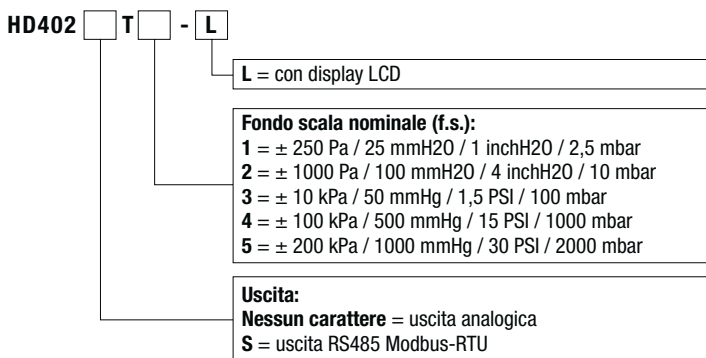 HD402 T - L
L = con display LCD
Fondo scala nominale (f.s.):
1 = ± 250 Pa / 25 mmH2O / 1 inchH2O / 2,5 mbar
2 = ± 1000 Pa / 100 mmH2O / 4 inchH2O / 10 mbar
3 = ± 10 kPa / 50 mmHg / 1,5 PSI / 100 mbar
4 = ± 100 kPa / 500 mmHg / 15 PSI / 1000 mbar
5 = ± 200 kPa / 1000 mmHg / 30 PSI / 2000 mbar
Uscita:
Nessun carattere = uscita analogica
S = uscita RS485 Modbus-RTU